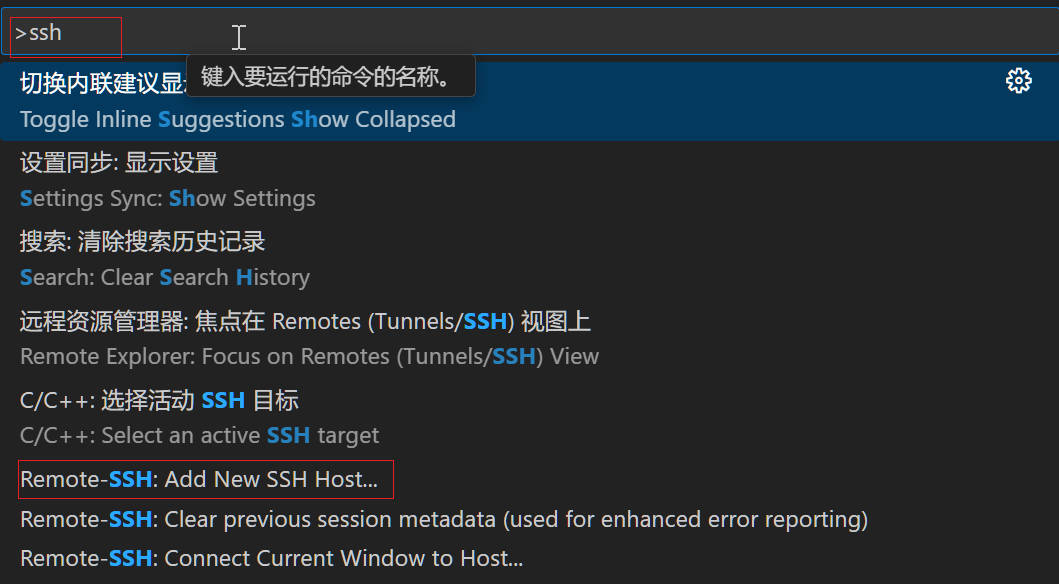 >ssh
键入要运行的命令的名称。
切换内联建议显
Toggle Inline Suggestions Show Collapsed
设置同步: 显示设置
Settings Sync: Show Settings
搜索: 清除搜索历史记录
Search: Clear Search History
远程资源管理器: 焦点在 Remotes (Tunnels/SSH) 视图上
Remote Explorer: Focus on Remotes (Tunnels/SSH) View
C/C++: 选择活动 SSH 目标
C/C++: Select an active SSH target
Remote-SSH: Add New SSH Host...
Remote-SSH: Clear previous session metadata (used for enhanced error reporting)
Remote-SSH: Connect Current Window to Host...